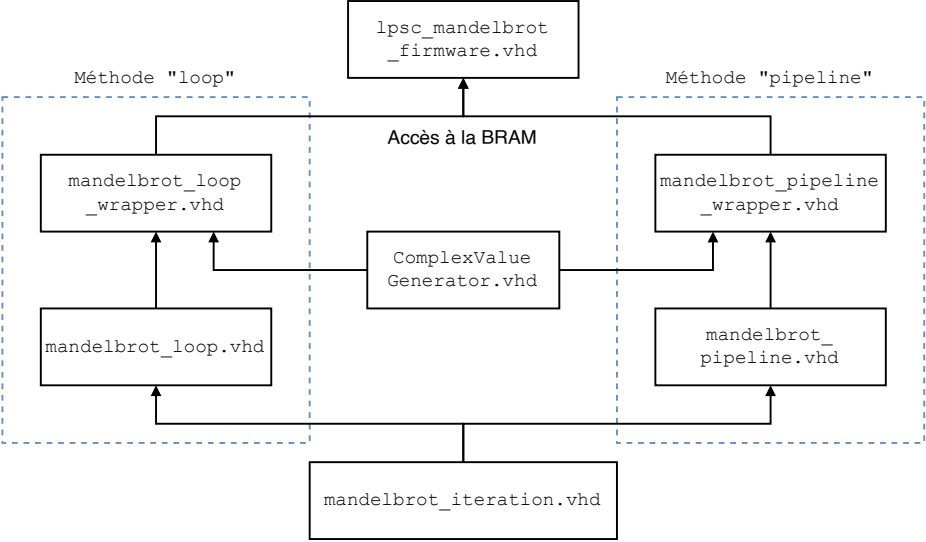 lpsc_mandelbrot
_firmware.vhd
Méthode "loop"
Méthode "pipeline"
Accès à la BRAM
mandelbrot_loop
_wrapper.vhd
mandelbrot_pipeline
_wrapper.vhd
ComplexValue
Generator.vhd
mandelbrot_loop.vhd
mandelbrot_
pipeline.vhd
mandelbrot_iteration.vhd